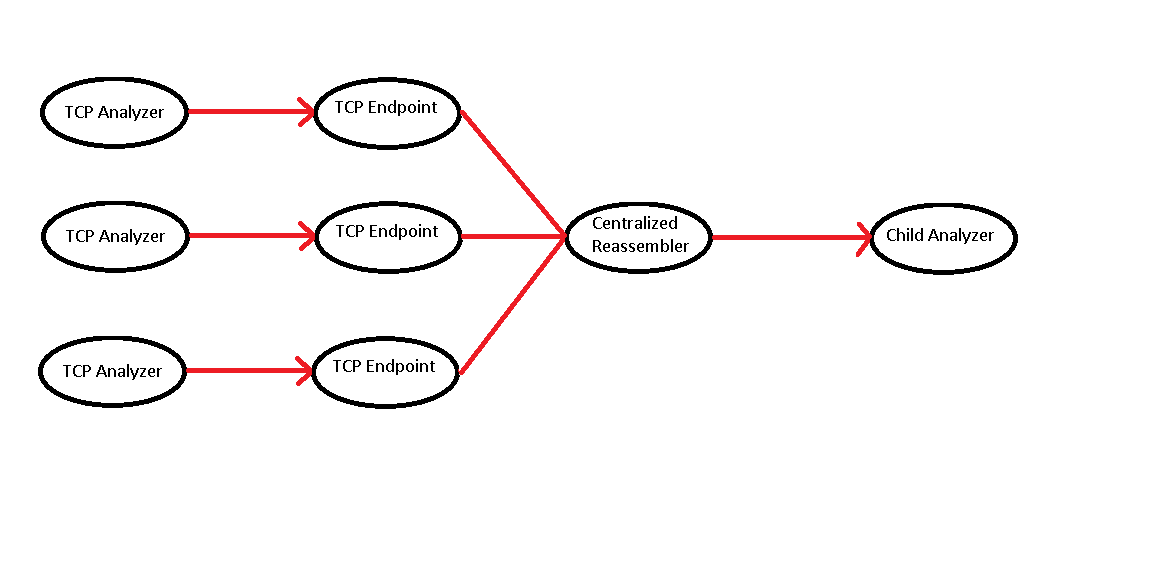 TCP Analyzer
TCP Endpoint
TCP Analyzer
TCP Endpoint
Centralized
Reassembler
Child Analyzer
TCP Analyzer
TCP Endpoint